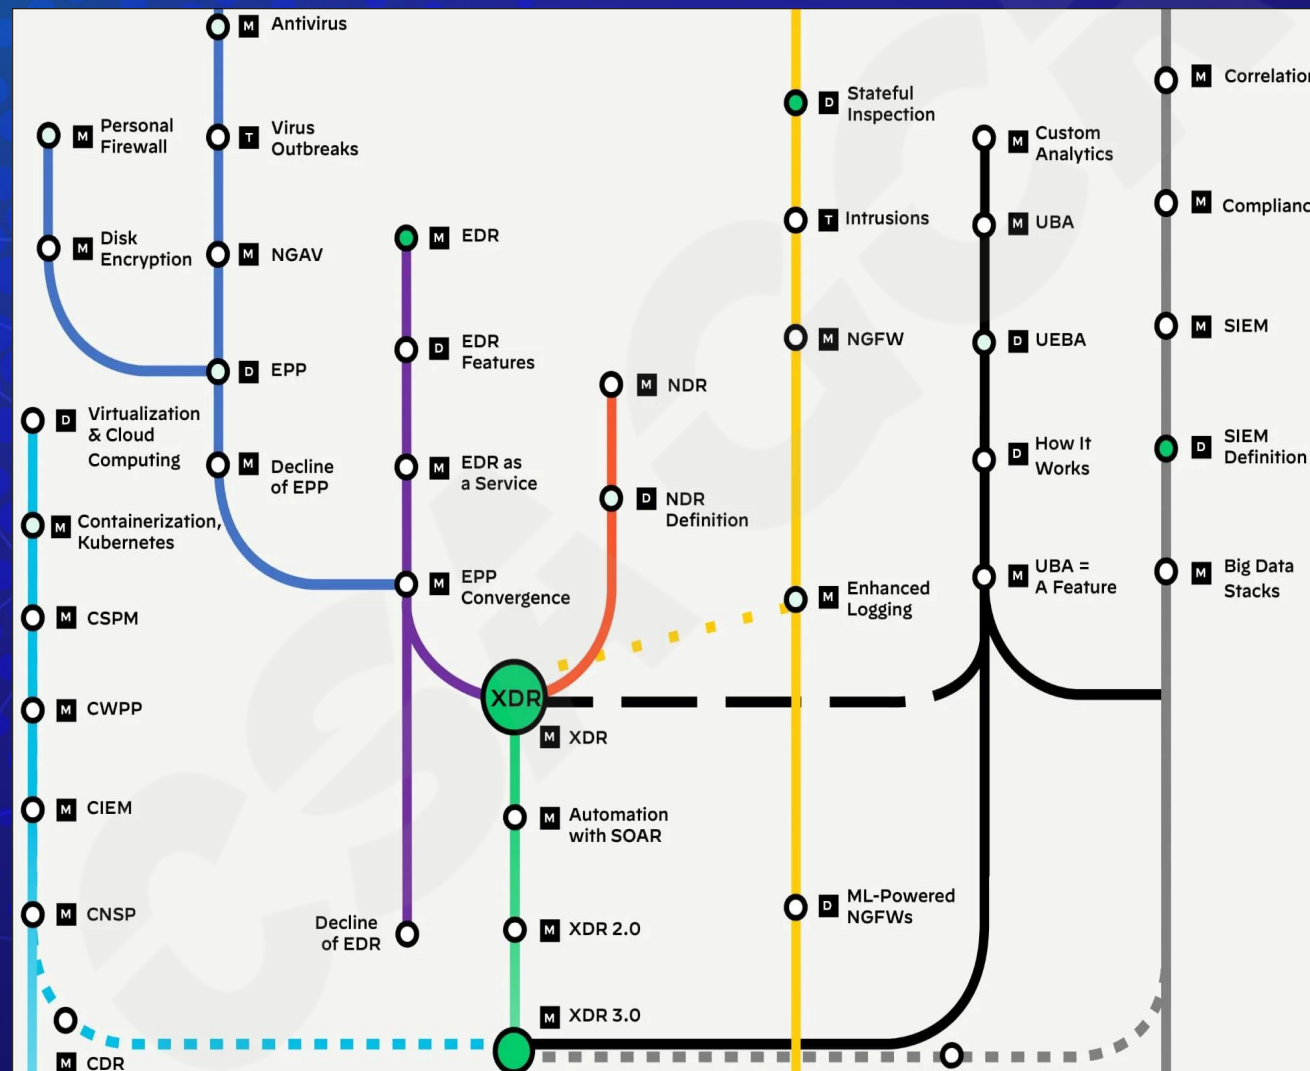 M Antivirus
M Personal
Firewall
T Virus
Outbreaks
M Disk
Encryption
M NGAV
D EPP
M Decline
of EPP
D Virtualization
& Cloud
Computing
M Containerization,
Kubernetes
M CSPM
M CWPP
M CIEM
M CNSP
M CDR
M EDR
D EDR
Features
M EDR as
a Service
M EPP
Convergence
Decline
of EDR
M NDR
D NDR
Definition
XDR
M XDR
M Automation
with SOAR
M XDR 2.0
M XDR 3.0
D Stateful
Inspection
T Intrusions
M NGFW
M Enhanced
Logging
D ML-Powered
NGFWs
M Custom
Analytics
M UBA
D UEBA
D How It
Works
M UBA =
A Feature
M Correlation
M Complianc
M SIEM
D SIEM
Definition
M Big Data
Stacks